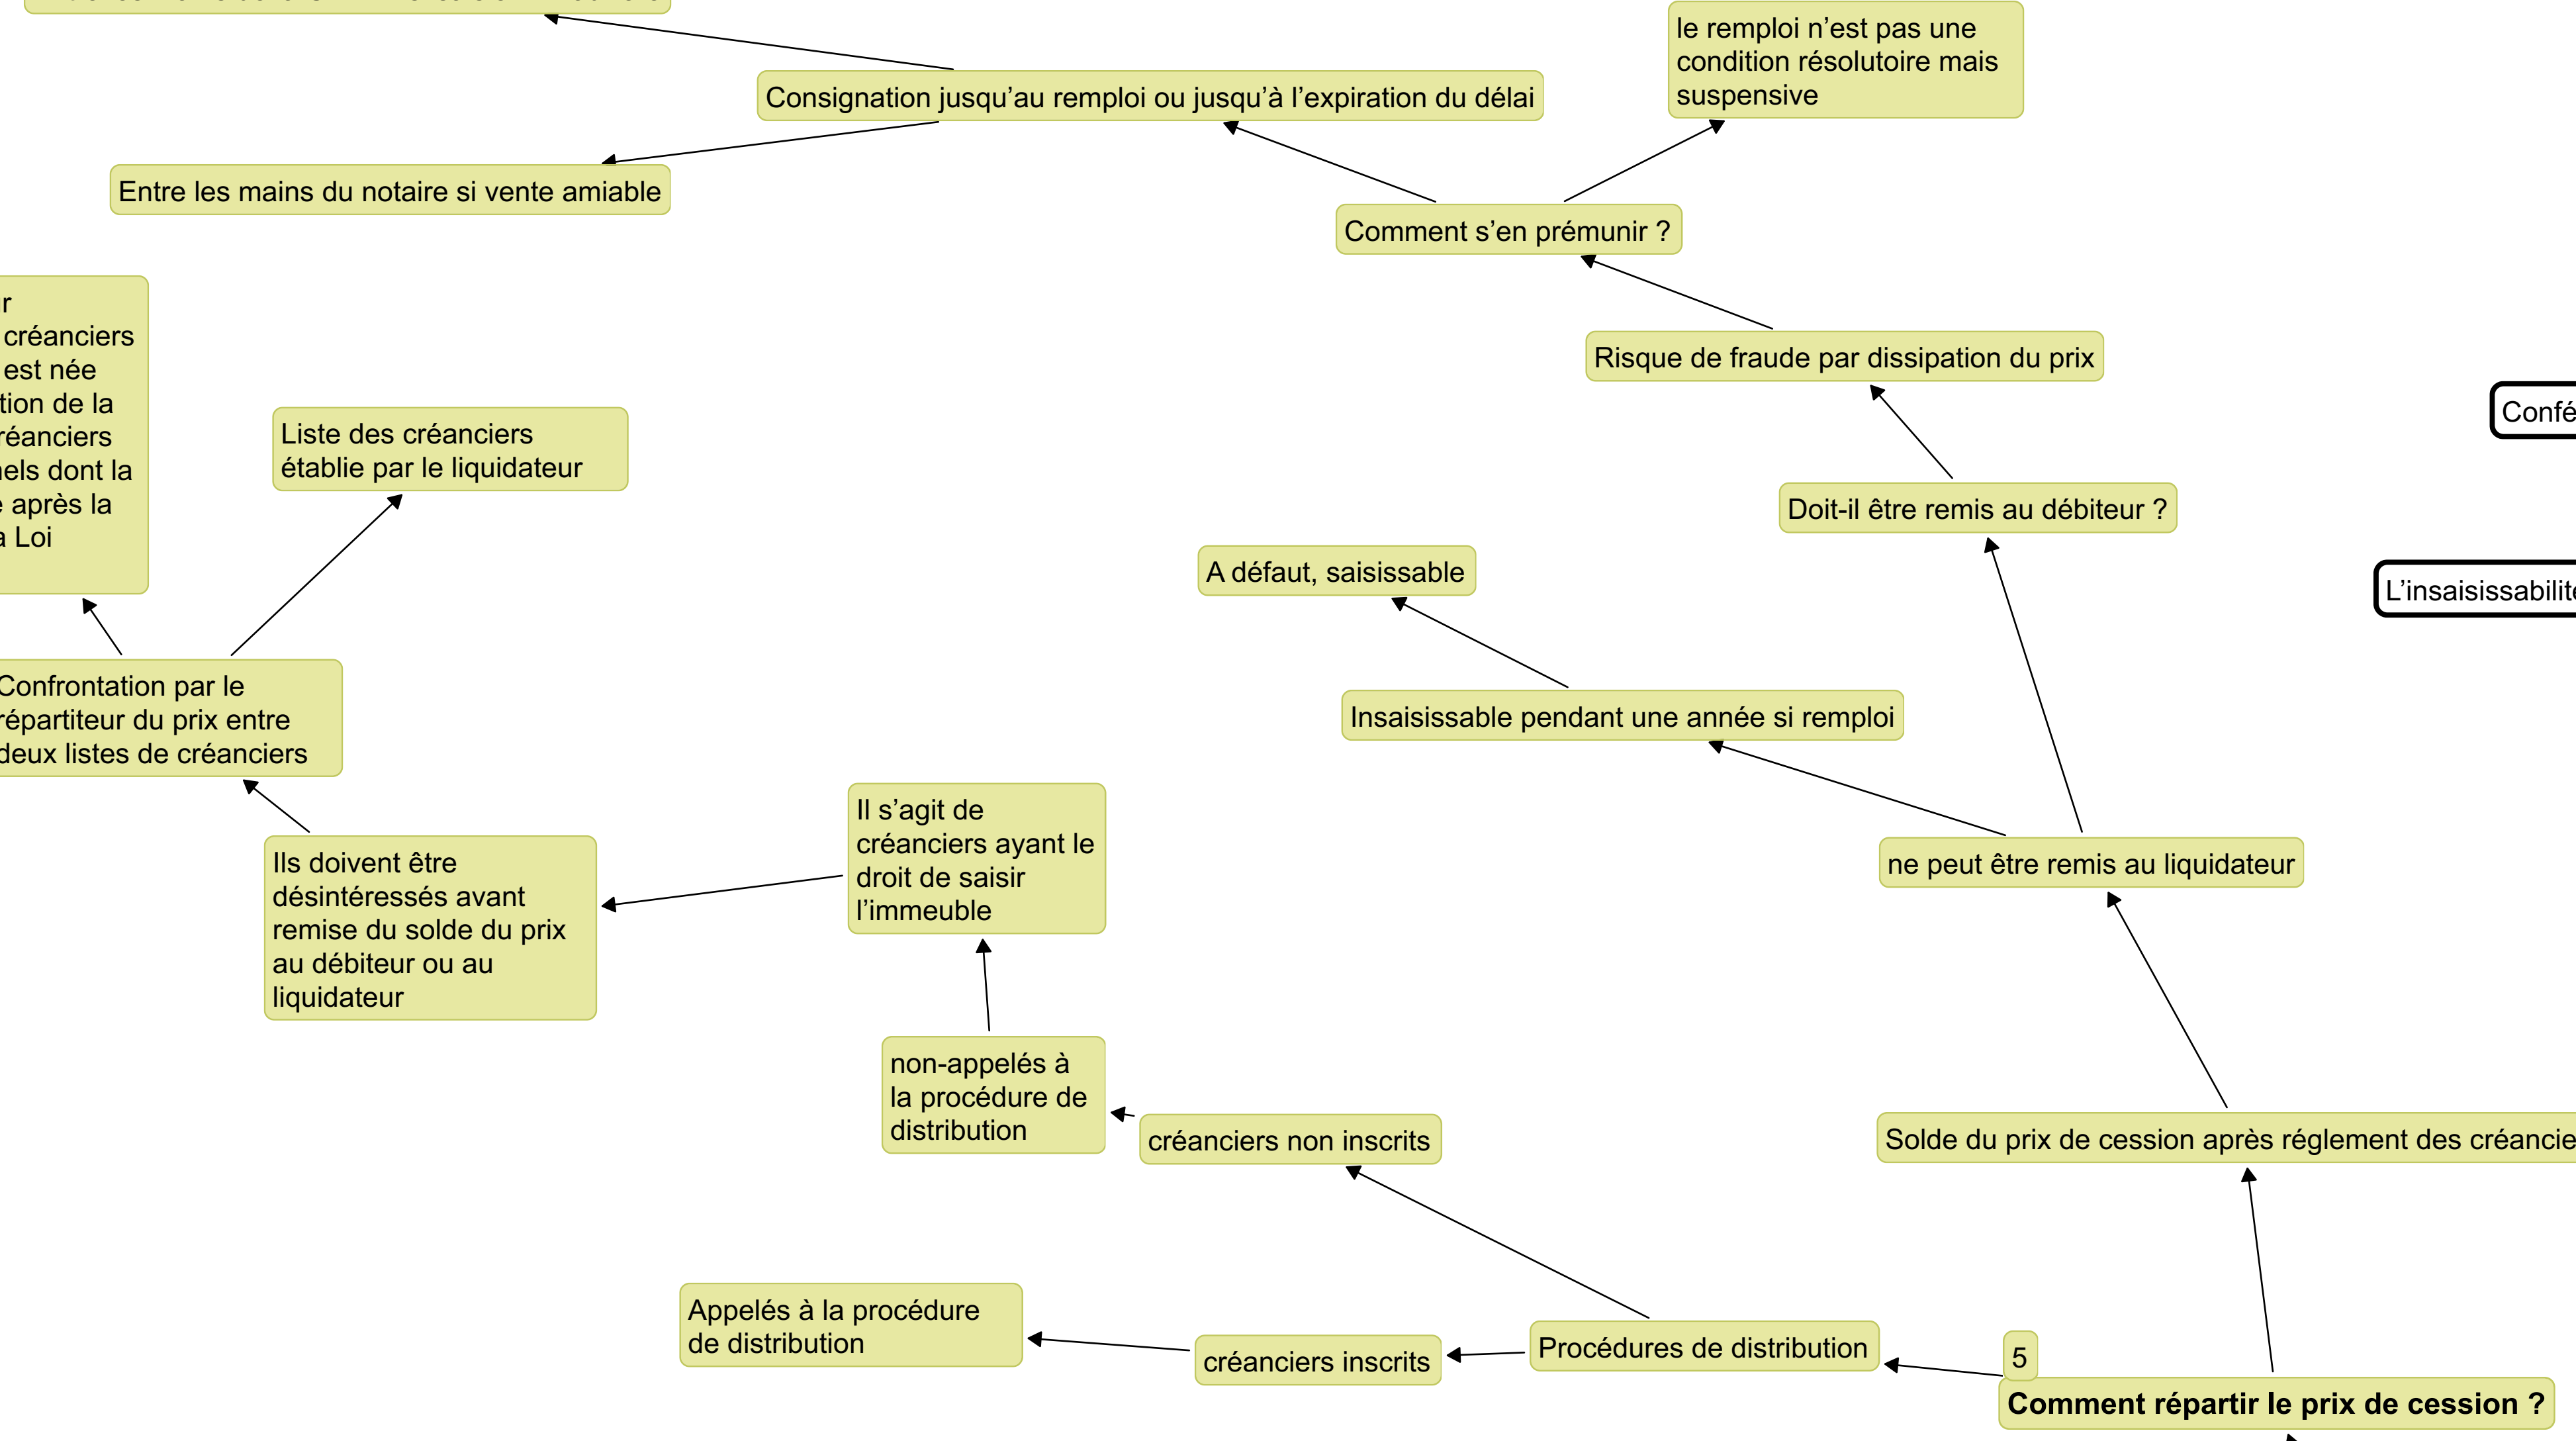 Consignation jusqu’au remploi ou jusqu’à l’expiration du délai
le remploi n’est pas une
condition résolutoire mais
suspensive
Entre les mains du notaire si vente amiable
Comment s’en prémunir ?
Risque de fraude par dissipation du prix
créanciers
est née
de la
dont la
après la
Loi
Liste des créanciers
établie par le liquidateur
Doit-il être remis au débiteur ?
A défaut, saisissable
Confrontation par le
répartiteur du prix entre
deux listes de créanciers
Insaisissable pendant une année si remploi
Il s’agit de
créanciers ayant le
droit de saisir
l’immeuble
Ils doivent être
désintéressés avant
remise du solde du prix
au débiteur ou au
liquidateur
ne peut être remis au liquidateur
non-appelés à
la procédure de
distribution
créanciers non inscrits
Solde du prix de cession après réglement des
Appelés à la procédure
de distribution
créanciers inscrits
Procédures de distribution
5
Comment répartir le prix de cession ?